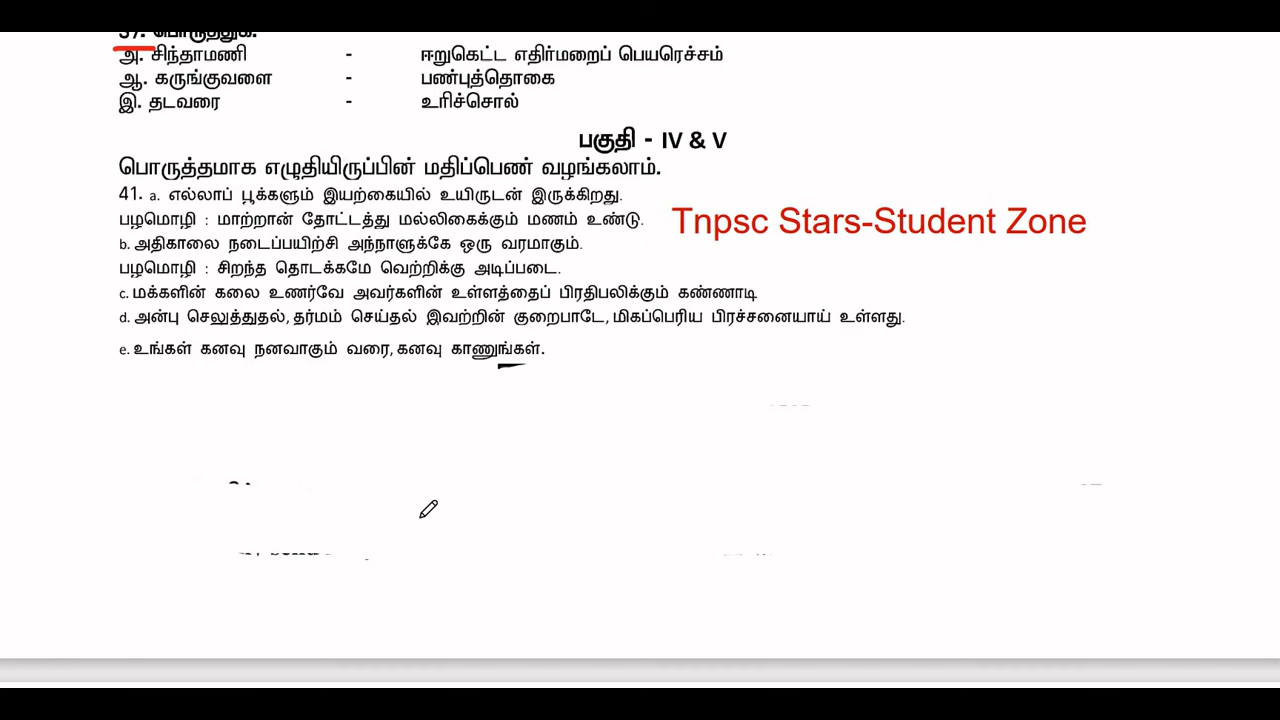 37. பொருத்துக.
அ. சிந்தாமணி - ஈறுகெட்ட எதிர்மறைப் பெயரெச்சம்
ஆ. கருங்குவளை - பண்புத்தொகை
இ. தடவரை - உரிச்சொல்
பகுதி - IV & V
பொருத்தமாக எழுதியிருப்பின் மதிப்பெண் வழங்கலாம்.
41. a. எல்லாப் பூக்களும் இயற்கையில் உயிருடன் இருக்கிறது.
பழமொழி : மாற்றான் தோட்டத்து மல்லிகைக்கும் மணம் உண்டு.
Tnpsc Stars-Student Zone
b. அதிகாலை நடைப்பயிற்சி அந்நாளுக்கே ஒரு வரமாகும்.
பழமொழி : சிறந்த தொடக்கமே வெற்றிக்கு அடிப்படை.
c. மக்களின் கலை உணர்வே அவர்களின் உள்ளத்தைப் பிரதிபலிக்கும் கண்ணாடி
d. அன்பு செலுத்துதல், தர்மம் செய்தல் இவற்றின் குறைபாடே, மிகப்பெரிய பிரச்சனையாய் உள்ளது.
e. உங்கள் கனவு நனவாகும் வரை, கனவு காணுங்கள்.